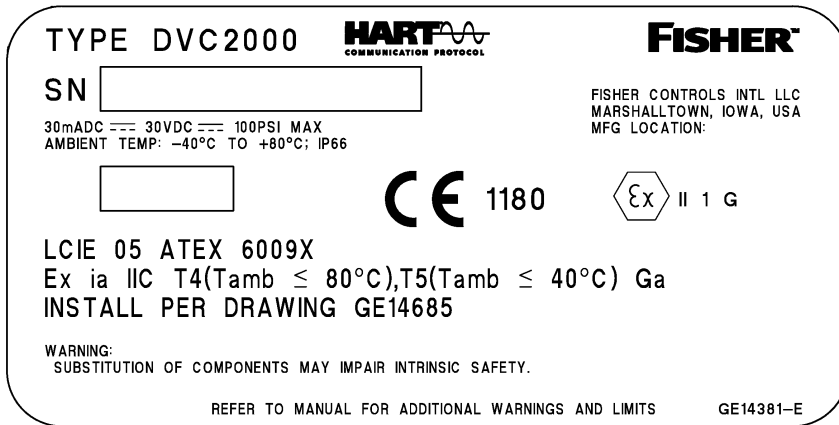 TYPE DVC2000
HART
COMMUNICATION PROTOCOL
FISHER™
SN
FISHER CONTROLS INTL LLC
MARSHALLTOWN, IOWA, USA
MFG LOCATION:
30mADC ⎓ 30VDC ⎓ 100PSI MAX
AMBIENT TEMP: −40°C TO +80°C; IP66
CE 1180
Ex II 1 G
LCIE 05 ATEX 6009X
Ex ia IIC T4(Tamb ≤ 80°C),T5(Tamb ≤ 40°C) Ga
INSTALL PER DRAWING GE14685
WARNING:
SUBSTITUTION OF COMPONENTS MAY IMPAIR INTRINSIC SAFETY.
REFER TO MANUAL FOR ADDITIONAL WARNINGS AND LIMITS
GE14381−E